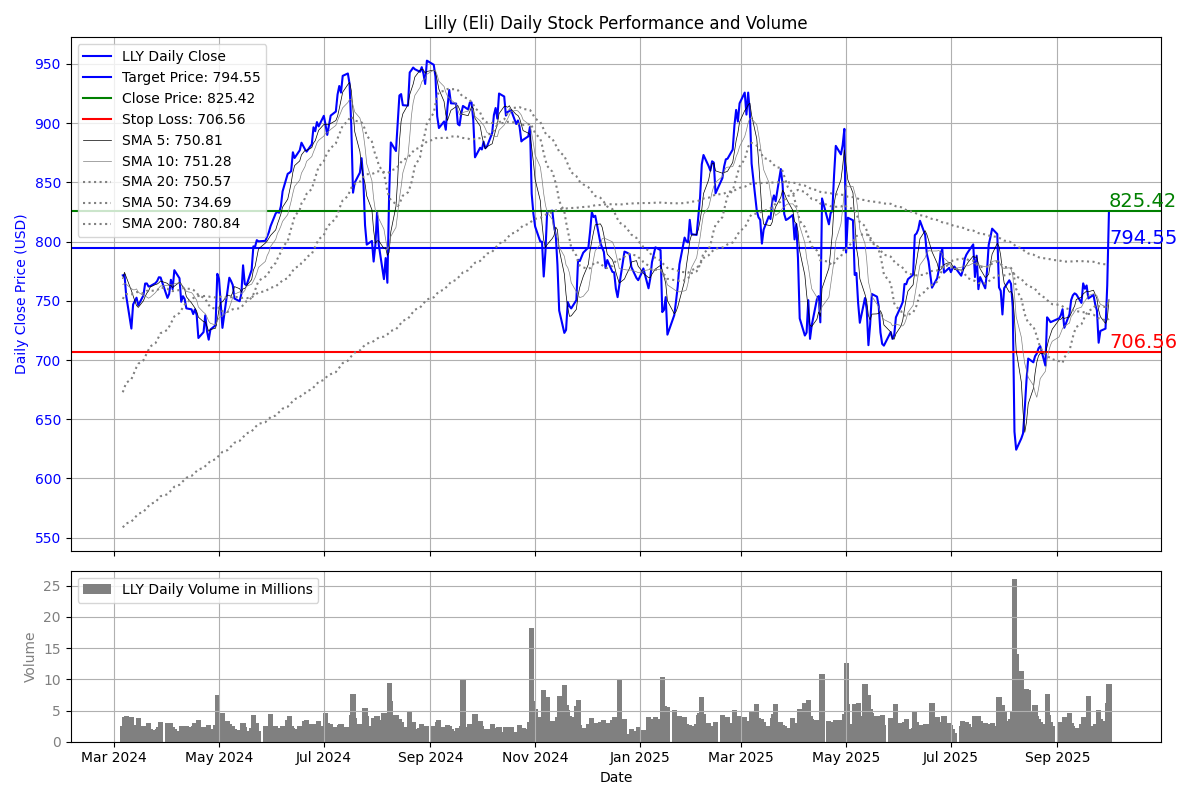 Lilly (Eli) Daily Stock Performance and Volume
LLY Daily Close
Target Price: 794.55
Close Price: 825.42
Stop Loss: 706.56
SMA 5: 750.81
SMA 10: 751.28
SMA 20: 750.57
SMA 50: 734.69
SMA 200: 780.84
950
900
850
800
750
700
650
600
550
Daily Close Price (USD)
825.42
794.55
706.56
LLY Daily Volume in Millions
25
20
15
10
5
0
Volume
Mar 2024 May 2024 Jul 2024 Sep 2024 Nov 2024 Jan 2025 Mar 2025 May 2025 Jul 2025 Sep 2025
Date